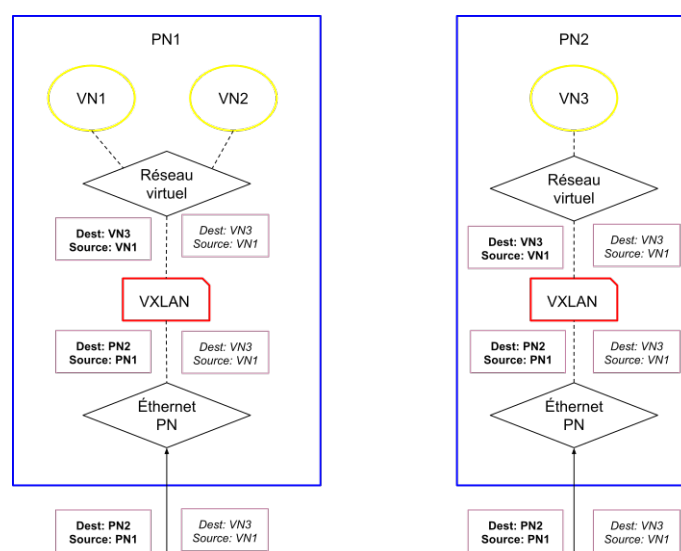 PN1
VN1
VN2
Réseau
virtuel
Dest: VN3
Source: VN1
Dest: VN3
Source: VN1
VXLAN
Dest: PN2
Source: PN1
Dest: VN3
Source: VN1
Éthernet
PN
Dest: PN2
Source: PN1
Dest: VN3
Source: VN1
PN2
VN3
Réseau
virtuel
Dest: VN3
Source: VN1
Dest: VN3
Source: VN1
VXLAN
Dest: PN2
Source: PN1
Dest: VN3
Source: VN1
Éthernet
PN
Dest: PN2
Source: PN1
Dest: VN3
Source: VN1